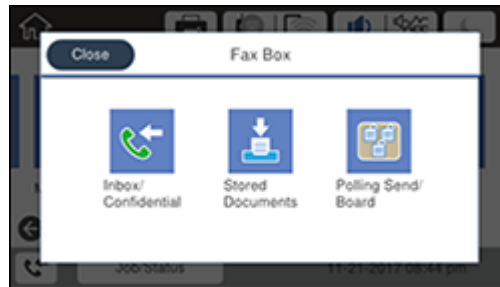 Close
Fax Box
Inbox/
Confidential
Stored
Documents
Polling Send/
Board
Job/Status
11-21-2017 08:44 pm